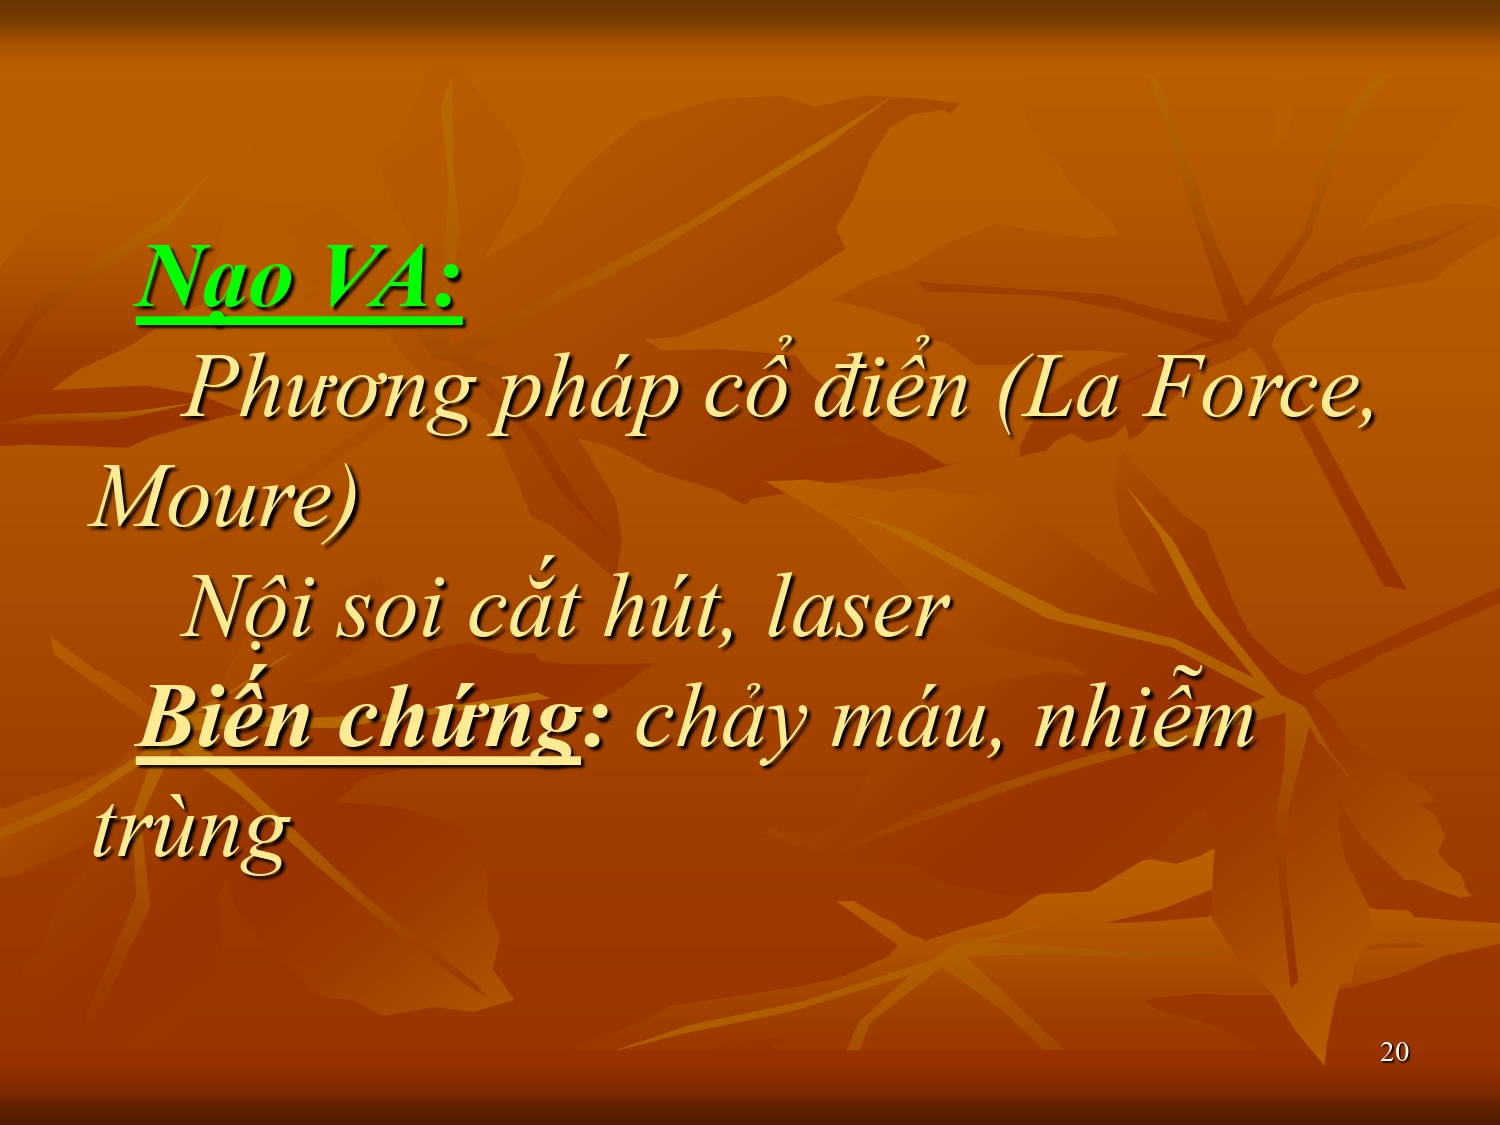 Nạo VA:
Phương pháp cổ điển (La Force,
Moure)
Nội soi cắt hút, laser
Biến chứng: chảy máu, nhiễm
trùng
20